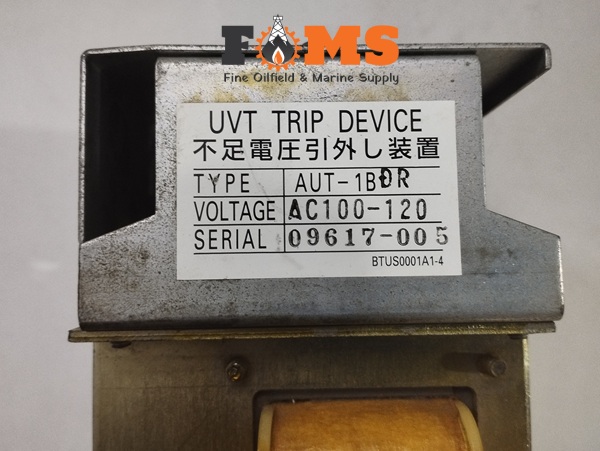 FOMS
Fine Oilfield & Marine Supply
UVT TRIP DEVICE
不足電圧引外し装置
TYPE AUT-1BĐR
VOLTAGE AC100-120
SERIAL 09617-005
BTUS0001A1-4